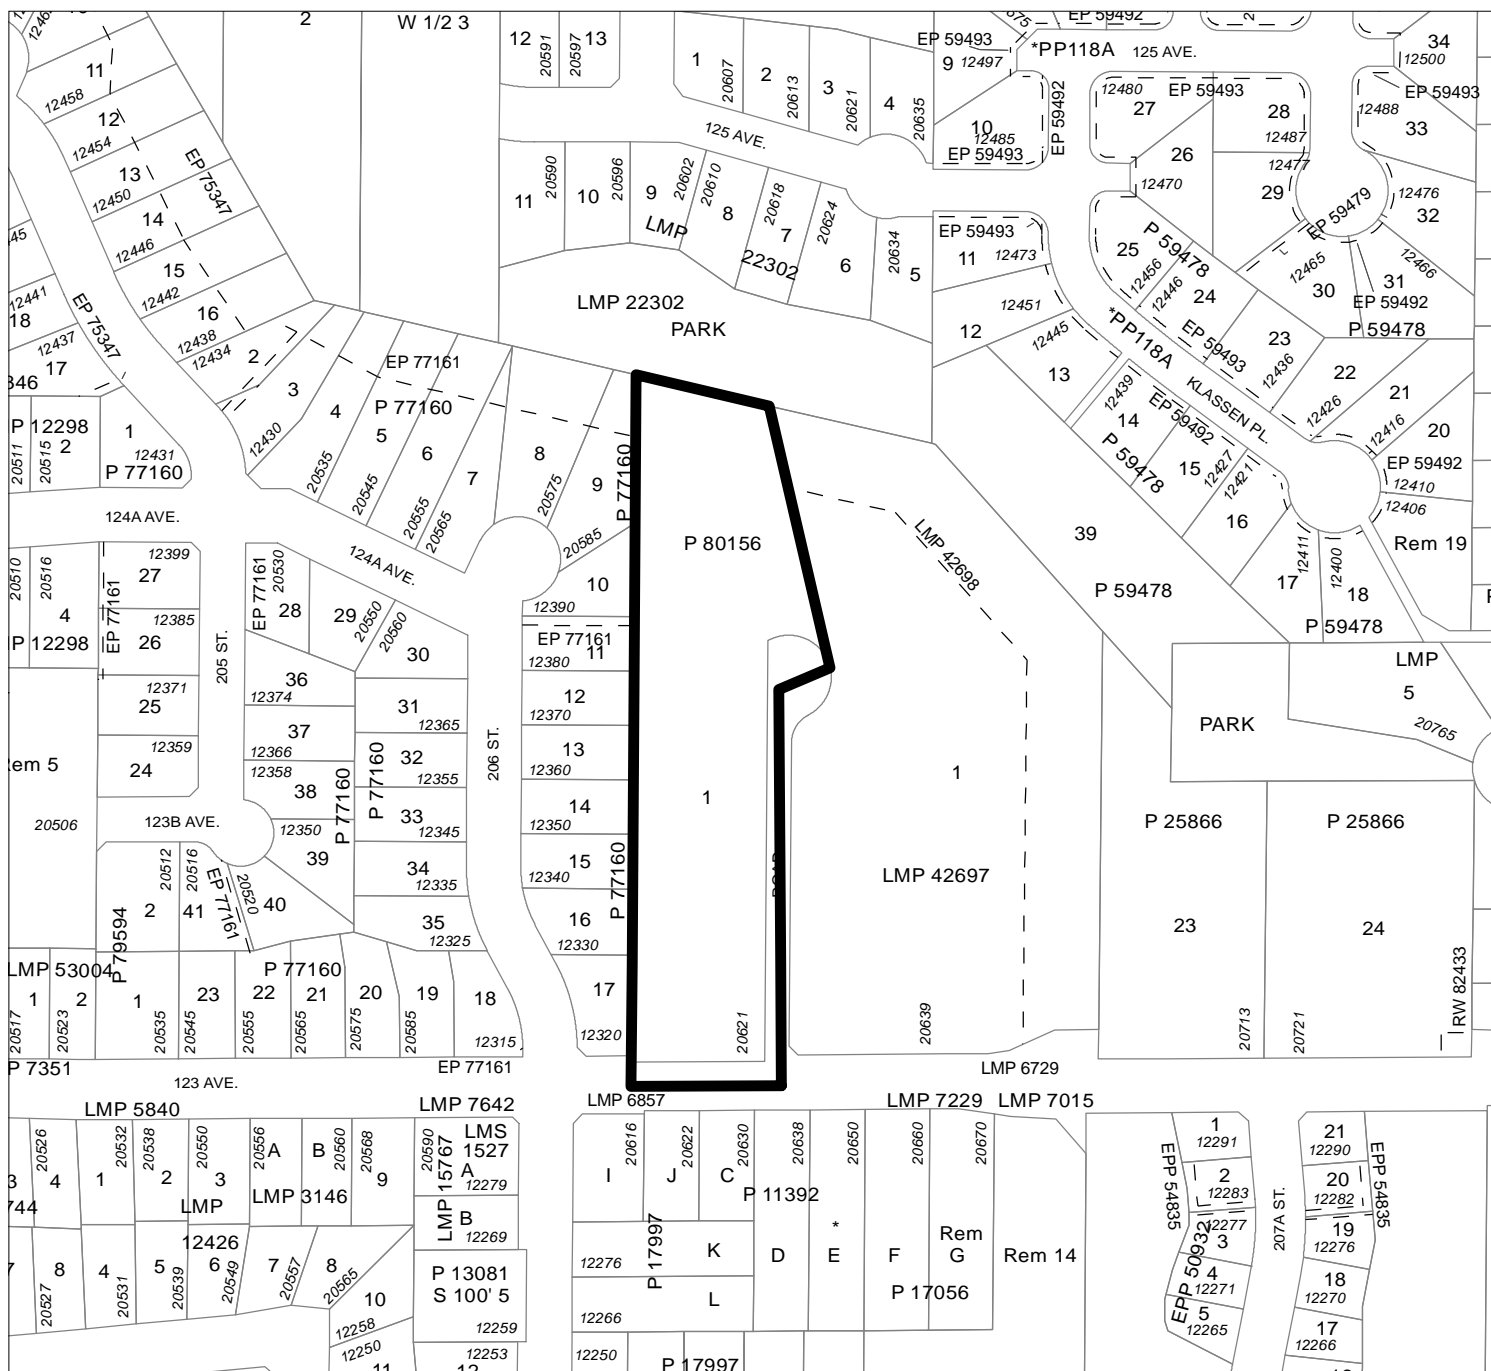 2
W 1/2 3
12
20591
20597
13
1
20607
2
20613
3
20621
4
20635
EP 59493
9
12497
EP 59492
*PP118A
125 AVE.
34
12500
EP 59493
11
12458
12
12454
13
12450
14
12446
15
12442
16
12438
12434
2
EP 75347
EP 75347
12441
18
12437
17
346
125 AVE.
10
12485
EP 59493
EP 59492
12480
27
EP 59493
28
12487
12488
33
26
12470
12477
29
EP 59479
12476
32
11
20590
10
20596
9
LMP
20602
20610
8
20618
7
22302
20624
6
20634
5
EP 59493
11
12473
25
P 59478
12456
12446
24
12465
30
31
12466
EP 59492
P 59478
LMP 22302
PARK
12
12451
12445
13
*PP118A
EP 59493
23
12436
22
12426
21
12416
20
KLASSEN PL.
3
12430
4
20535
EP 77161
P 77160
5
20545
6
20555
7
20565
8
20575
9
P 77160
20585
12439
14
EP59492
P 59478
15
12427
12421
16
EP 59492
12410
12406
Rem 19
P 12298
2
20511
20515
1
12431
P 77160
124A AVE.
124A AVE.
P 80156
LMP 42698
39
P 59478
12411
17
12400
18
P 59478
20510
20516
4
P 12298
EP 77161
12399
27
12385
26
12371
25
12359
24
205 ST.
EP 77161
20530
28
29
20550
20560
30
10
12390
EP 77161
11
12380
36
12374
31
12365
12
12370
LMP
5
20765
PARK
37
12366
32
12355
206 ST.
13
12360
Rem 5
12358
38
P 77160
P 77160
33
12345
14
12350
1
1
20506
123B AVE.
12350
39
34
12335
15
12340
P 77160
LMP 42697
P 25866
P 25866
20512
20516
2
41
EP 77161
20520
40
35
12325
16
12330
23
24
P 79594
LMP 53004
1
2
20517
20523
1
20535
23
20545
P 77160
22
20555
21
20565
20
20575
19
20585
18
12315
17
12320
20621
20639
20713
20721
RW 82433
P 7351
123 AVE.
EP 77161
LMP 6729
LMP 5840
LMP 7642
LMP 6857
LMP 7229
LMP 7015
3
744
20526
4
20532
1
20538
2
20550
3
LMP
20556
A
B
20560
LMP 3146
20568
9
20590
LMP 15767
LMS
1527
A
12279
B
12269
20616
I
20622
J
20630
C
P 11392
20638
20650
20660
20670
*
D
E
F
Rem
G
Rem 14
P 17056
1
12291
2
12283
12277
3
4
12271
5
12265
EPP 54835
EPP 50932
207A ST.
21
12290
20
12282
19
12276
18
12270
17
12266
EPP 54835
7
8
20527
4
20531
5
20539
12426
6
20549
7
20557
8
20565
10
12258
12250
11
P 13081
S 100' 5
12259
12253
12
12276
P 17997
K
L
12266
12250
P 17997